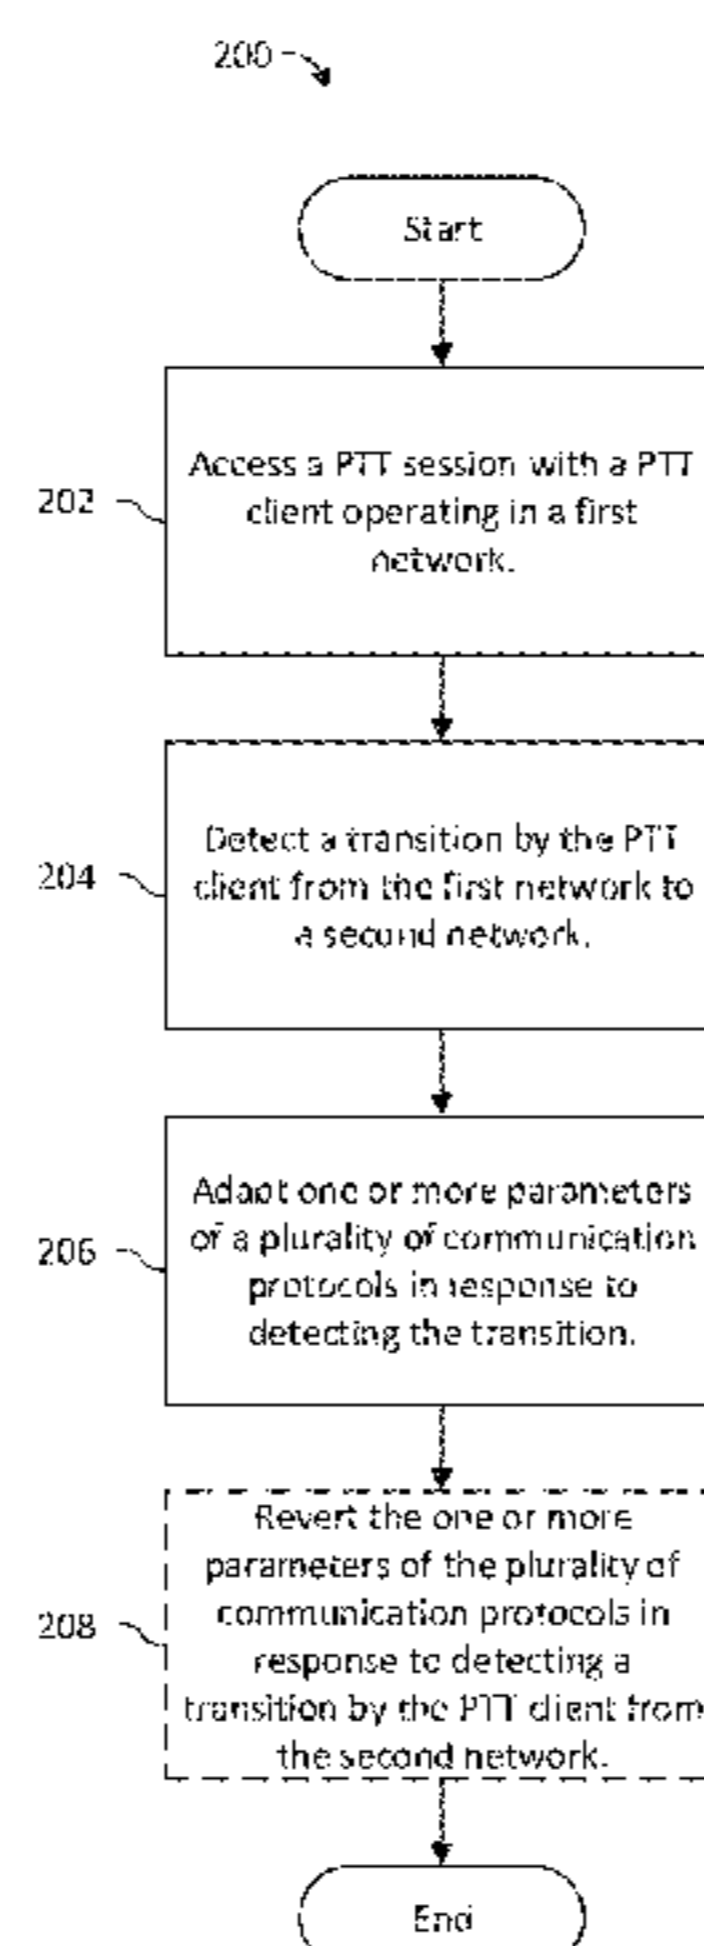 200
Start
202
Access a PTT session with a PTT
client operating in a first
network.
204
Detect a transition by the PTT
client from the first network to
a second network.
206
Adapt one or more parameters
of a plurality of communication
protocols in response to
detecting the transition.
208
Revert the one or more
parameters of the plurality of
communication protocols in
response to detecting a
transition by the PTT client from
the second network.
End